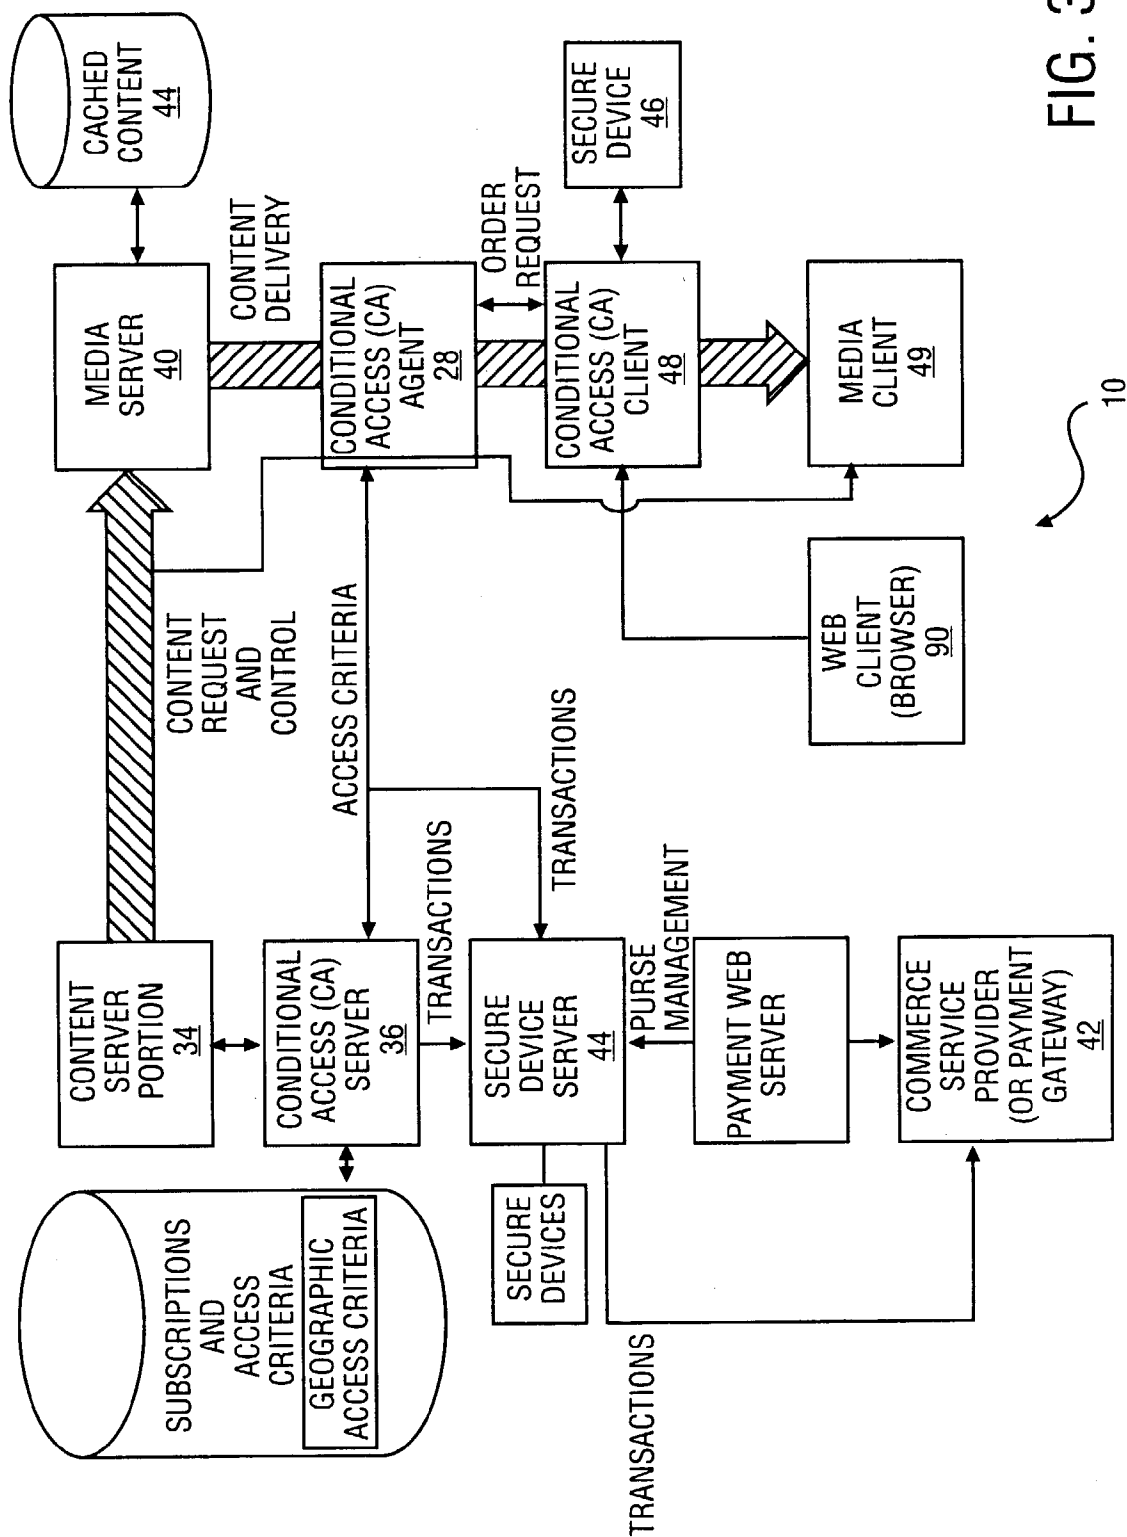 SUBSCRIPTIONS
AND
ACCESS
CRITERIA
GEOGRAPHIC
ACCESS CRITERIA
CONTENT
SERVER
PORTION
34
CONDITIONAL
ACCESS (CA)
SERVER
36
TRANSACTIONS
SECURE
DEVICE
SERVER
44
SECURE
DEVICES
TRANSACTIONS
PURSE
MANAGEMENT
PAYMENT WEB
SERVER
COMMERCE
SERVICE
PROVIDER
(OR PAYMENT
GATEWAY)
42
CONTENT
REQUEST
AND
CONTROL
ACCESS CRITERIA
TRANSACTIONS
MEDIA
SERVER
40
CACHED
CONTENT
44
CONTENT
DELIVERY
CONDITIONAL
ACCESS (CA)
AGENT
28
ORDER
REQUEST
CONDITIONAL
ACCESS (CA)
CLIENT
48
SECURE
DEVICE
46
MEDIA
CLIENT
49
WEB
CLIENT
(BROWSER)
90
10
FIG. 3